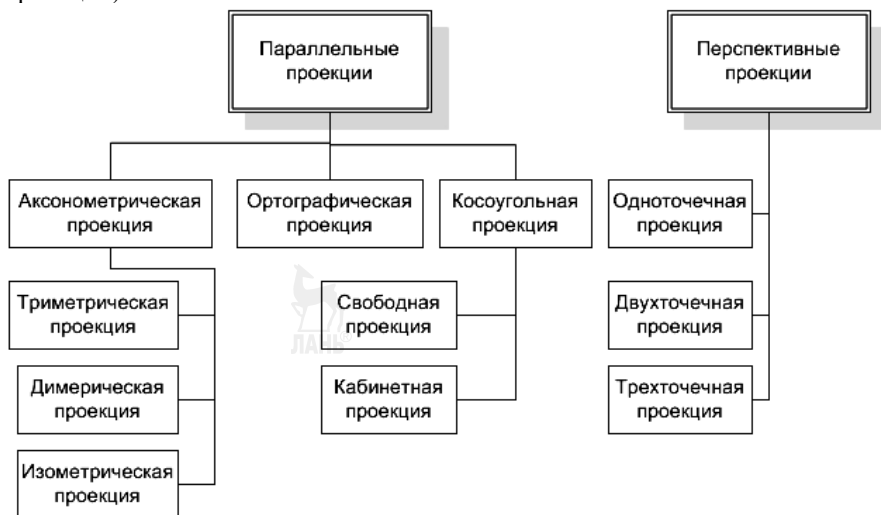 Параллельные
проекции
Перспективные
проекции
Аксонометрическая
проекция
Ортографическая
проекция
Косоугольная
проекция
Одноточечная
проекция
Триметрическая
проекция
Свободная
проекция
Двухточечная
проекция
ЛАНЬ®
Димерическая
проекция
Кабинетная
проекция
Трехточечная
проекция
Изометрическая
проекция